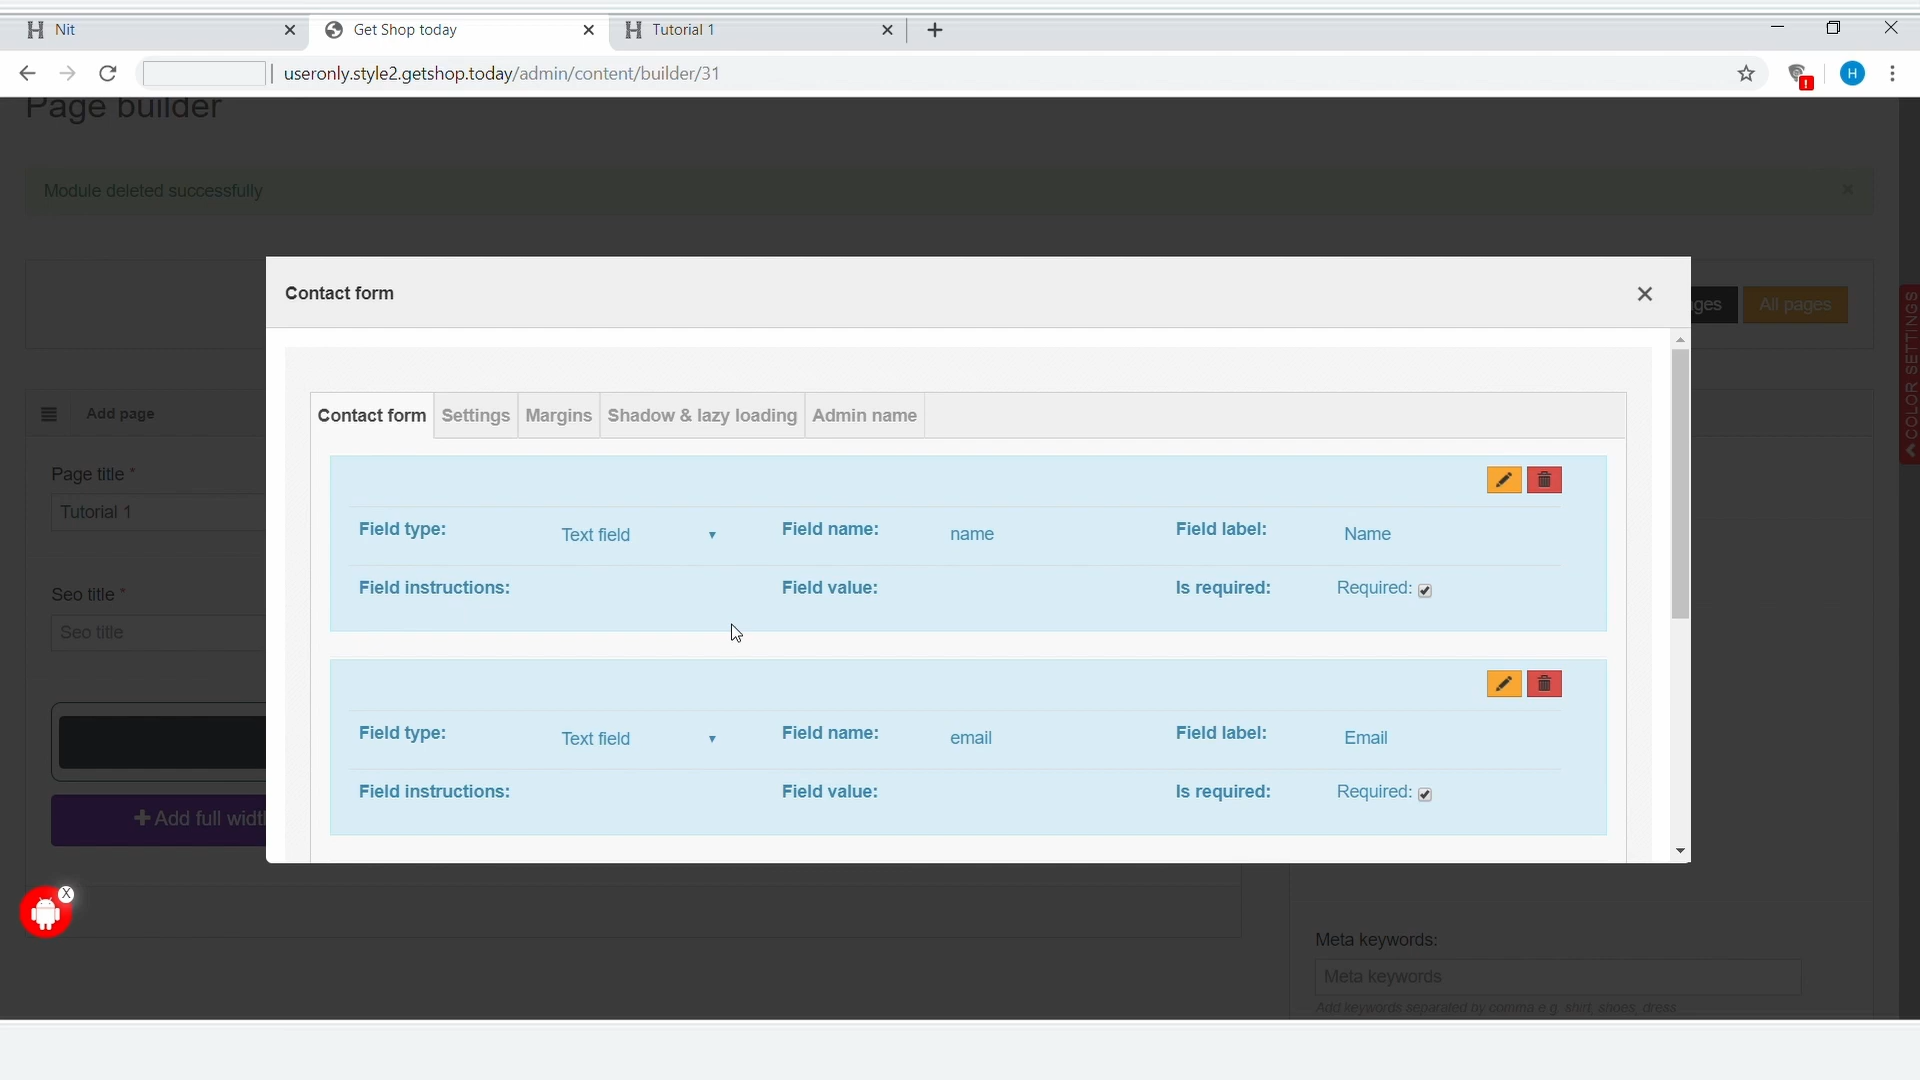 Nit
Get Shop today
Tutorial 1
useronly.style2.getshop.today/admin/content/builder/31
H
!
Page builder
Module deleted successfully
×
Contact form
×
ges
All pages
COLOR SETTINGS
Add page
Contact form
Settings
Margins
Shadow & lazy loading
Admin name
Page title *
Tutorial 1
Seo title *
Seo title
Field type:
Text field
Field name:
name
Field label:
Name
Field instructions:
Field value:
Is required:
Required:
Field type:
Text field
Field name:
email
Field label:
Email
Field instructions:
Field value:
Is required:
Required:
+ Add full widt
X
Meta keywords:
Meta keywords
Add keywords separated by comma e.g. shirt, shoes, dress